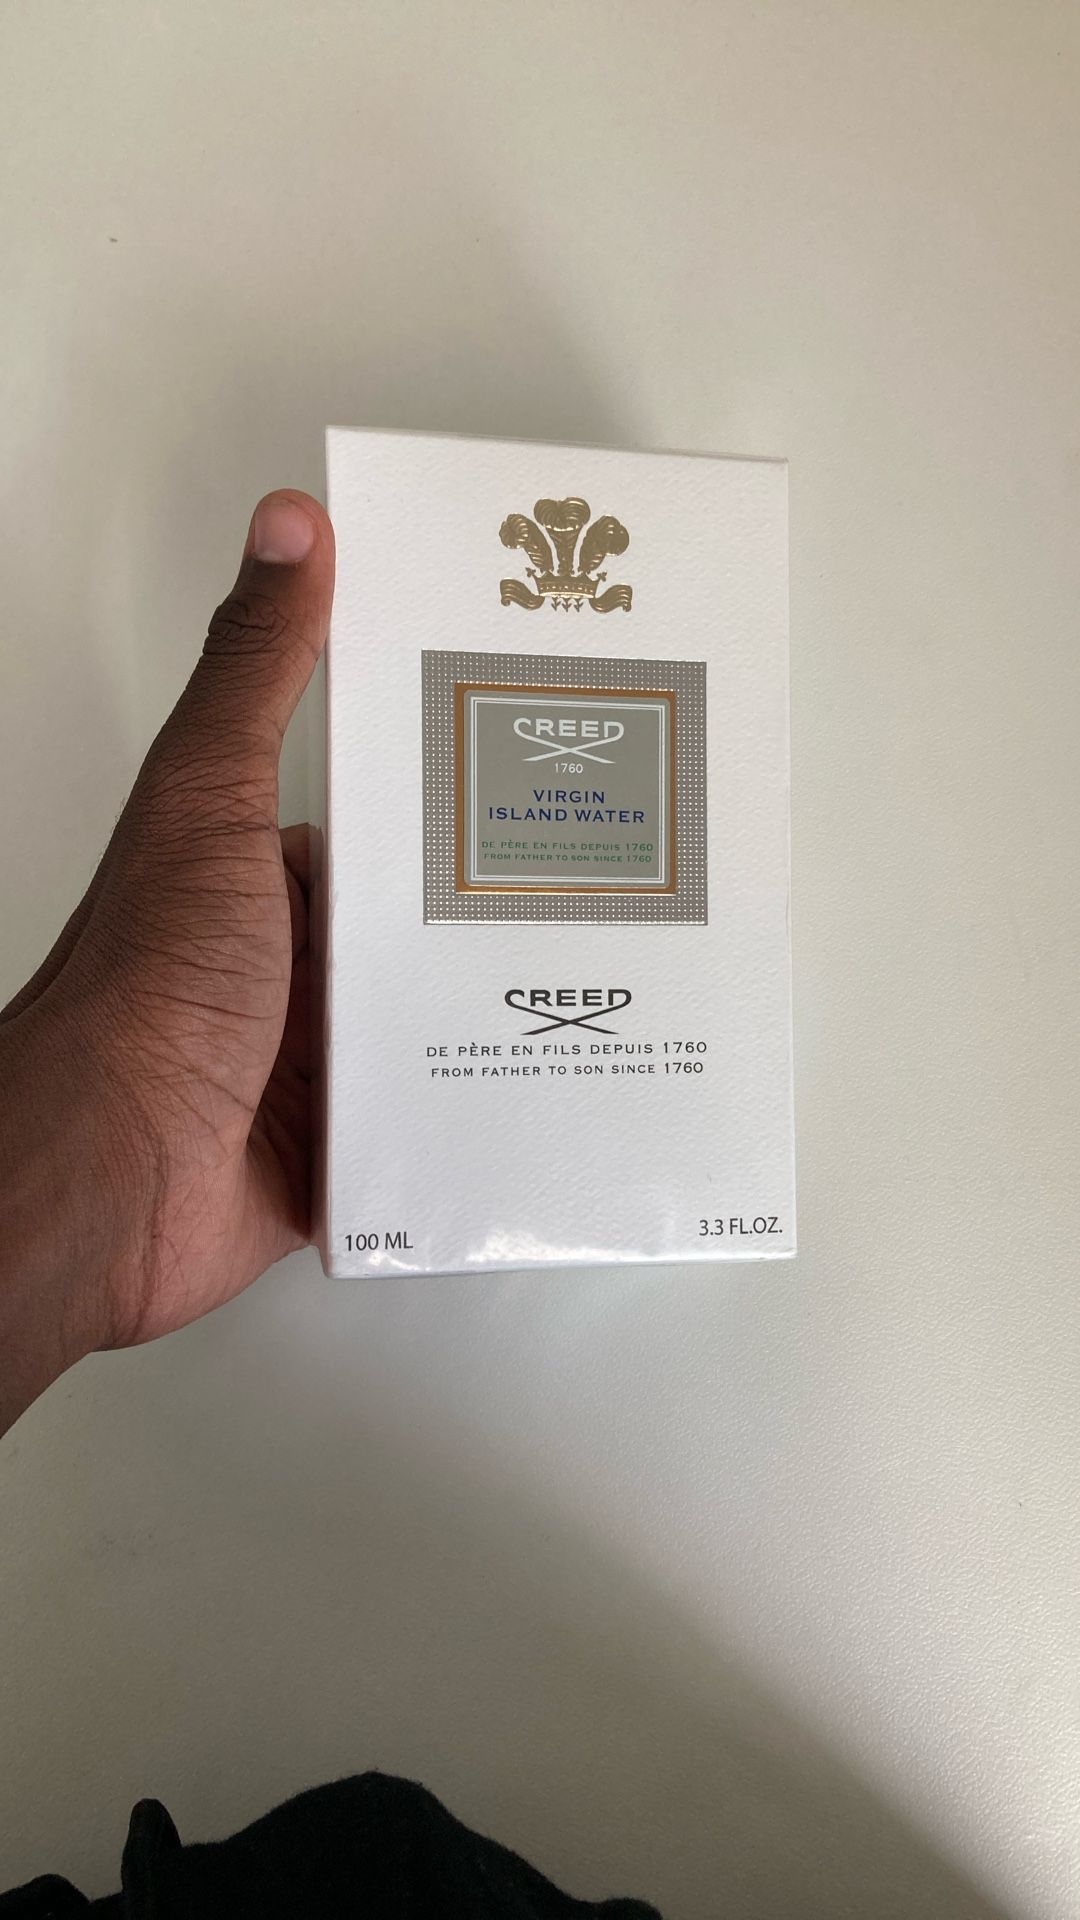 CREED
1760
VIRGIN
ISLAND WATER
DE PÈRE EN FILS DEPUIS 1760
FROM FATHER TO SON SINCE 1760
CREED
DE PÈRE EN FILS DEPUIS 1760
FROM FATHER TO SON SINCE 1760
100 ML
3.3 FL.OZ.